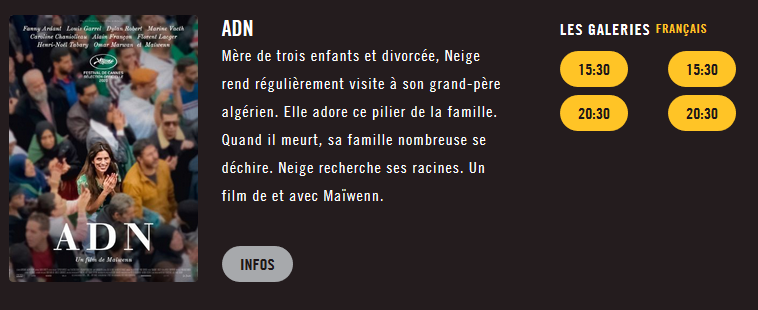 Fanny Ardant Louis Garrel Dylan Robert Marine Vacth
Caroline Chaniolleau Alain Françon Florent Lacger
Henri-Noël Tabary Omar Marwan et Maïwenn
FESTIVAL DE CANNES
ADN
Un film de Maïwenn
ADN
Mère de trois enfants et divorcée, Neige
rend régulièrement visite à son grand-père
algérien. Elle adore ce pilier de la famille.
Quand il meurt, sa famille nombreuse se
déchire. Neige recherche ses racines. Un
film de et avec Maïwenn.
INFOS
LES GALERIES FRANÇAIS
15:30 15:30
20:30 20:30